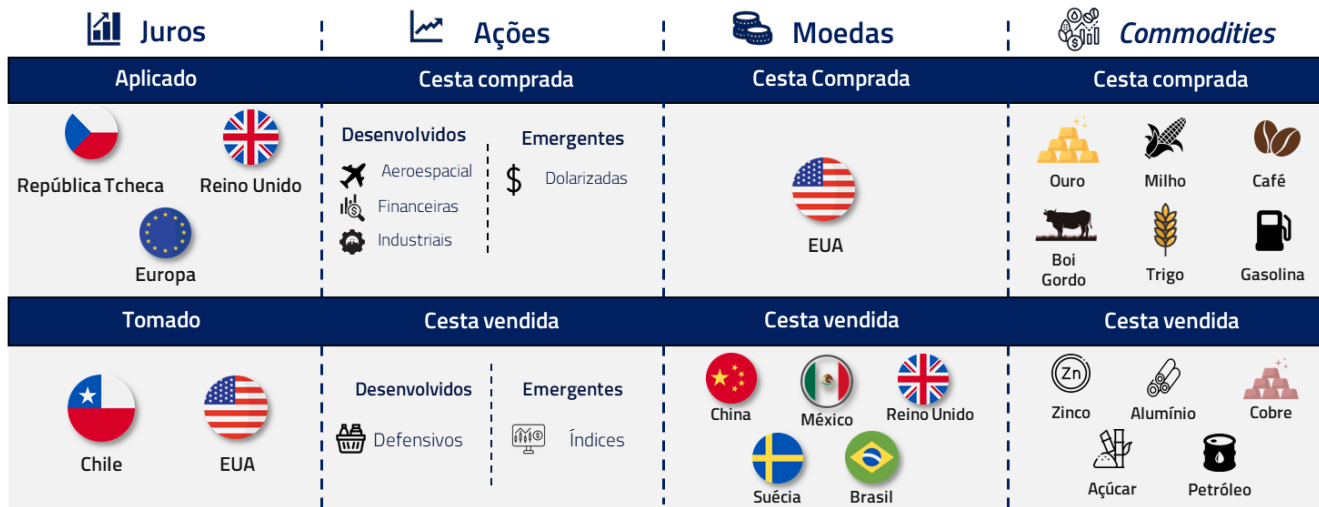 Juros
Ações
Moedas
Commodities
Aplicado
Cesta comprada
Cesta Comprada
Cesta comprada
República Tcheca
Reino Unido
Europa
Desenvolvidos
Aeroespacial
Financeiras
Industriais
Emergentes
$ Dolarizadas
EUA
Ouro
Milho
Café
Boi
Gordo
Trigo
Gasolina
Tomado
Cesta vendida
Cesta vendida
Cesta vendida
Chile
EUA
Desenvolvidos
Defensivos
Emergentes
Índices
China
México
Reino Unido
Suécia
Brasil
Zn
Zinco
Alumínio
Cobre
Açúcar
Petróleo